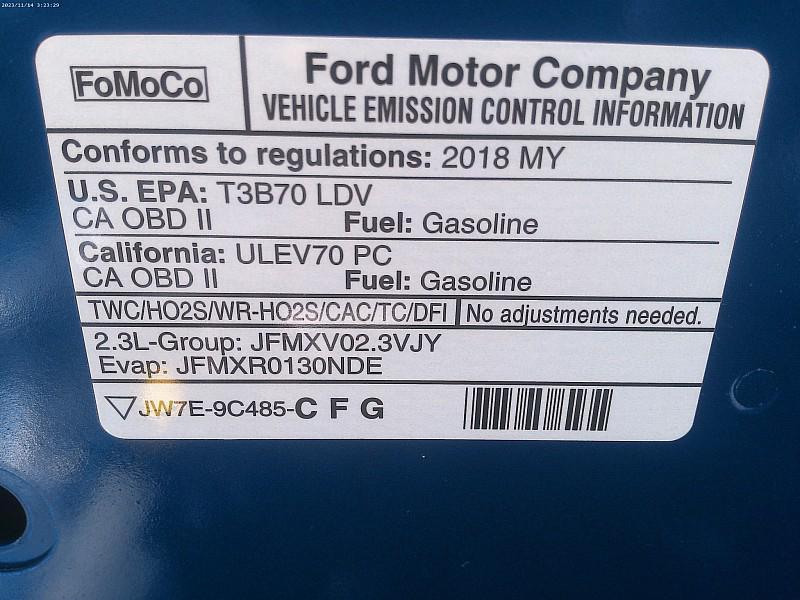 2023/11/14 3:23:29
FoMoCo
Ford Motor Company
VEHICLE EMISSION CONTROL INFORMATION
Conforms to regulations: 2018 MY
U.S. EPA: T3B70 LDV
CA OBD II Fuel: Gasoline
California: ULEV70 PC
CA OBD II Fuel: Gasoline
TWC/HO2S/WR-HO2S/CAC/TC/DFI No adjustments needed.
2.3L-Group: JFMXV02.3VJY
Evap: JFMXR0130NDE
JW7E-9C485-C F G